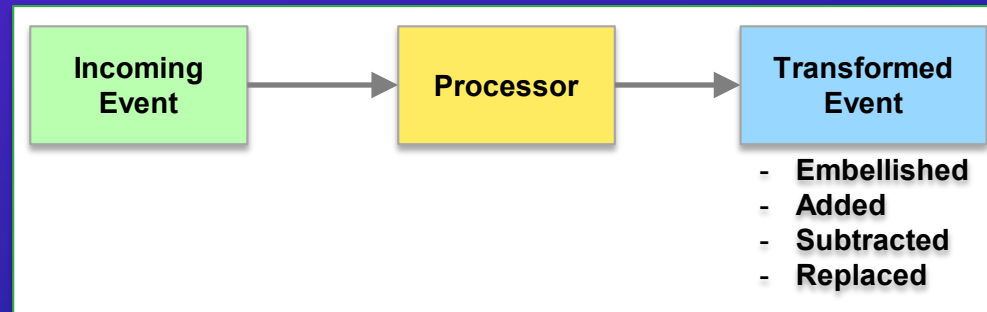 Incoming
Event
Processor
Transformed
Event
- Embellished
- Added
- Subtracted
- Replaced